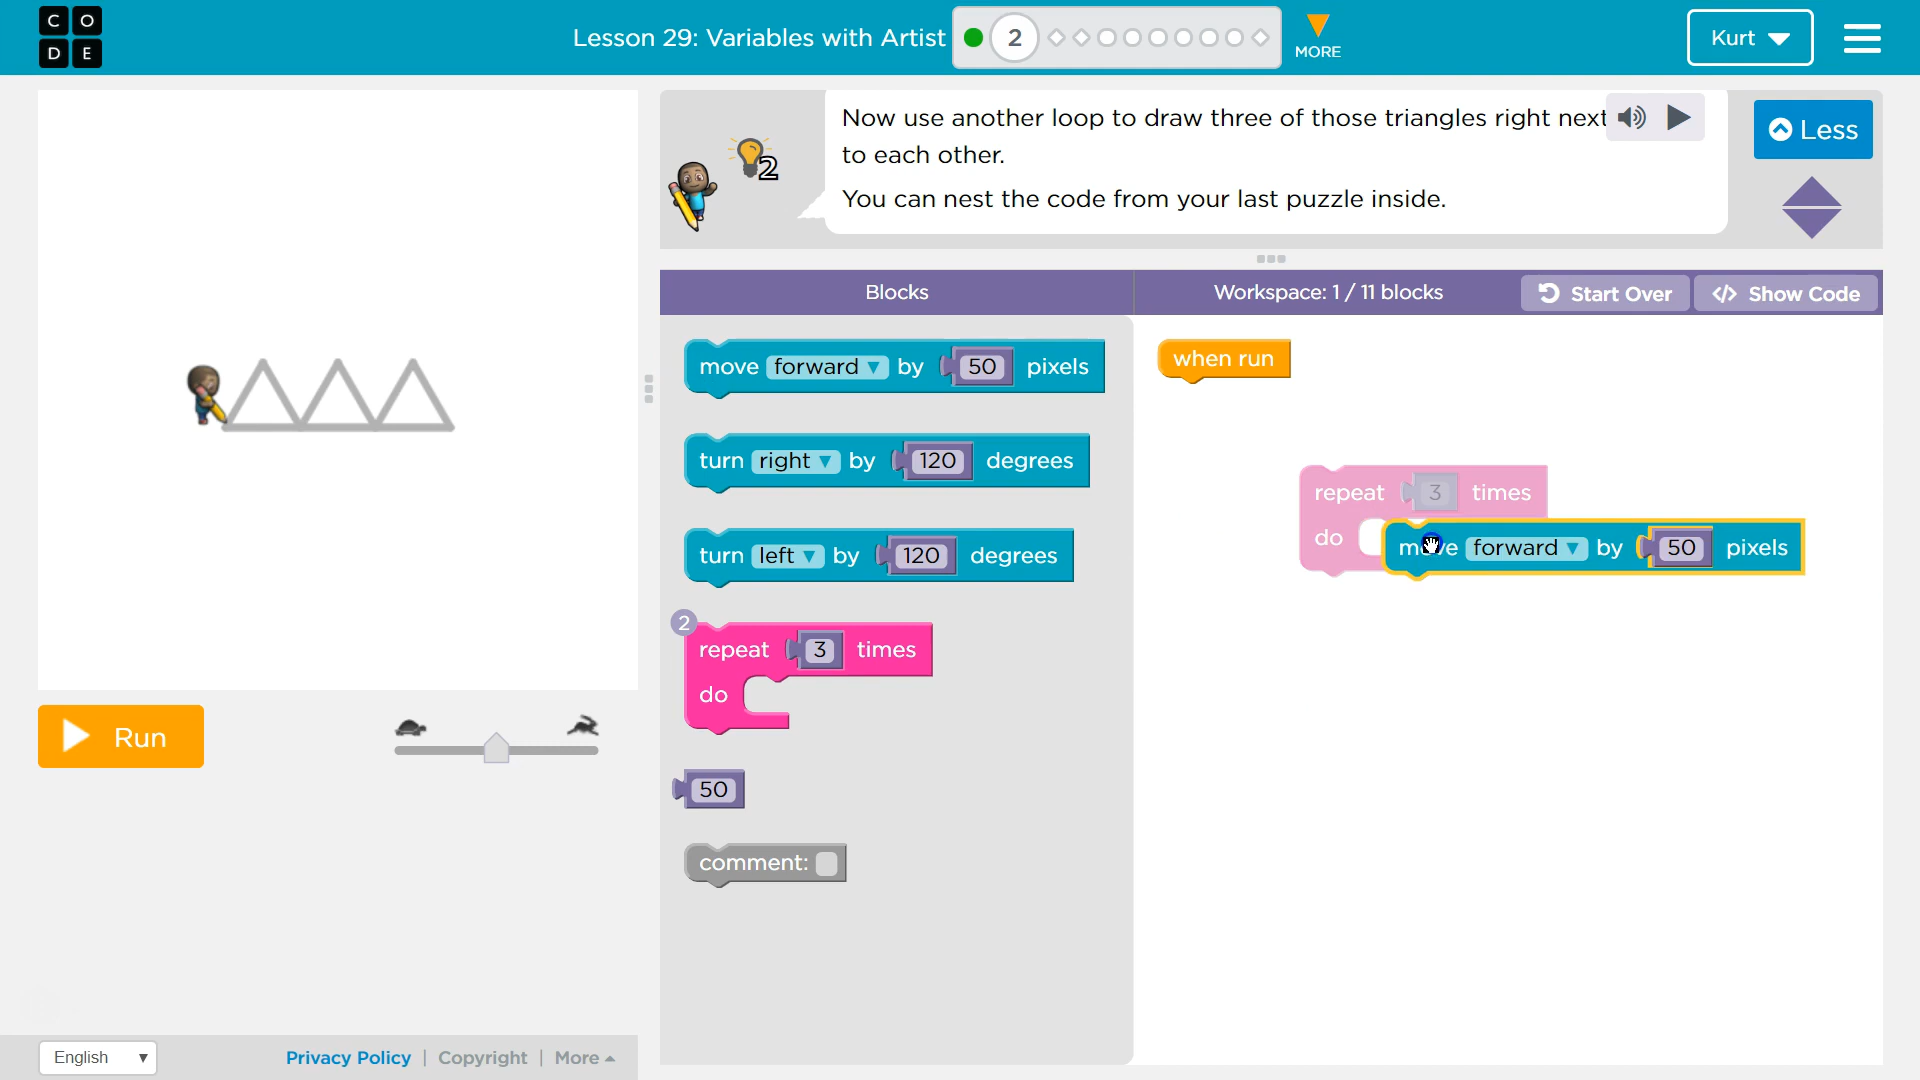 C O
D E
Lesson 29: Variables with Artist
2
MORE
Kurt
Now use another loop to draw three of those triangles right next
to each other.
You can nest the code from your last puzzle inside.
2
Less
Blocks
Workspace: 1 / 11 blocks
Start Over
Show Code
move forward by 50 pixels
turn right by 120 degrees
turn left by 120 degrees
2
repeat 3 times
do
50
comment:
when run
repeat 3 times
do
move forward by 50 pixels
Run
English
Privacy Policy | Copyright | More